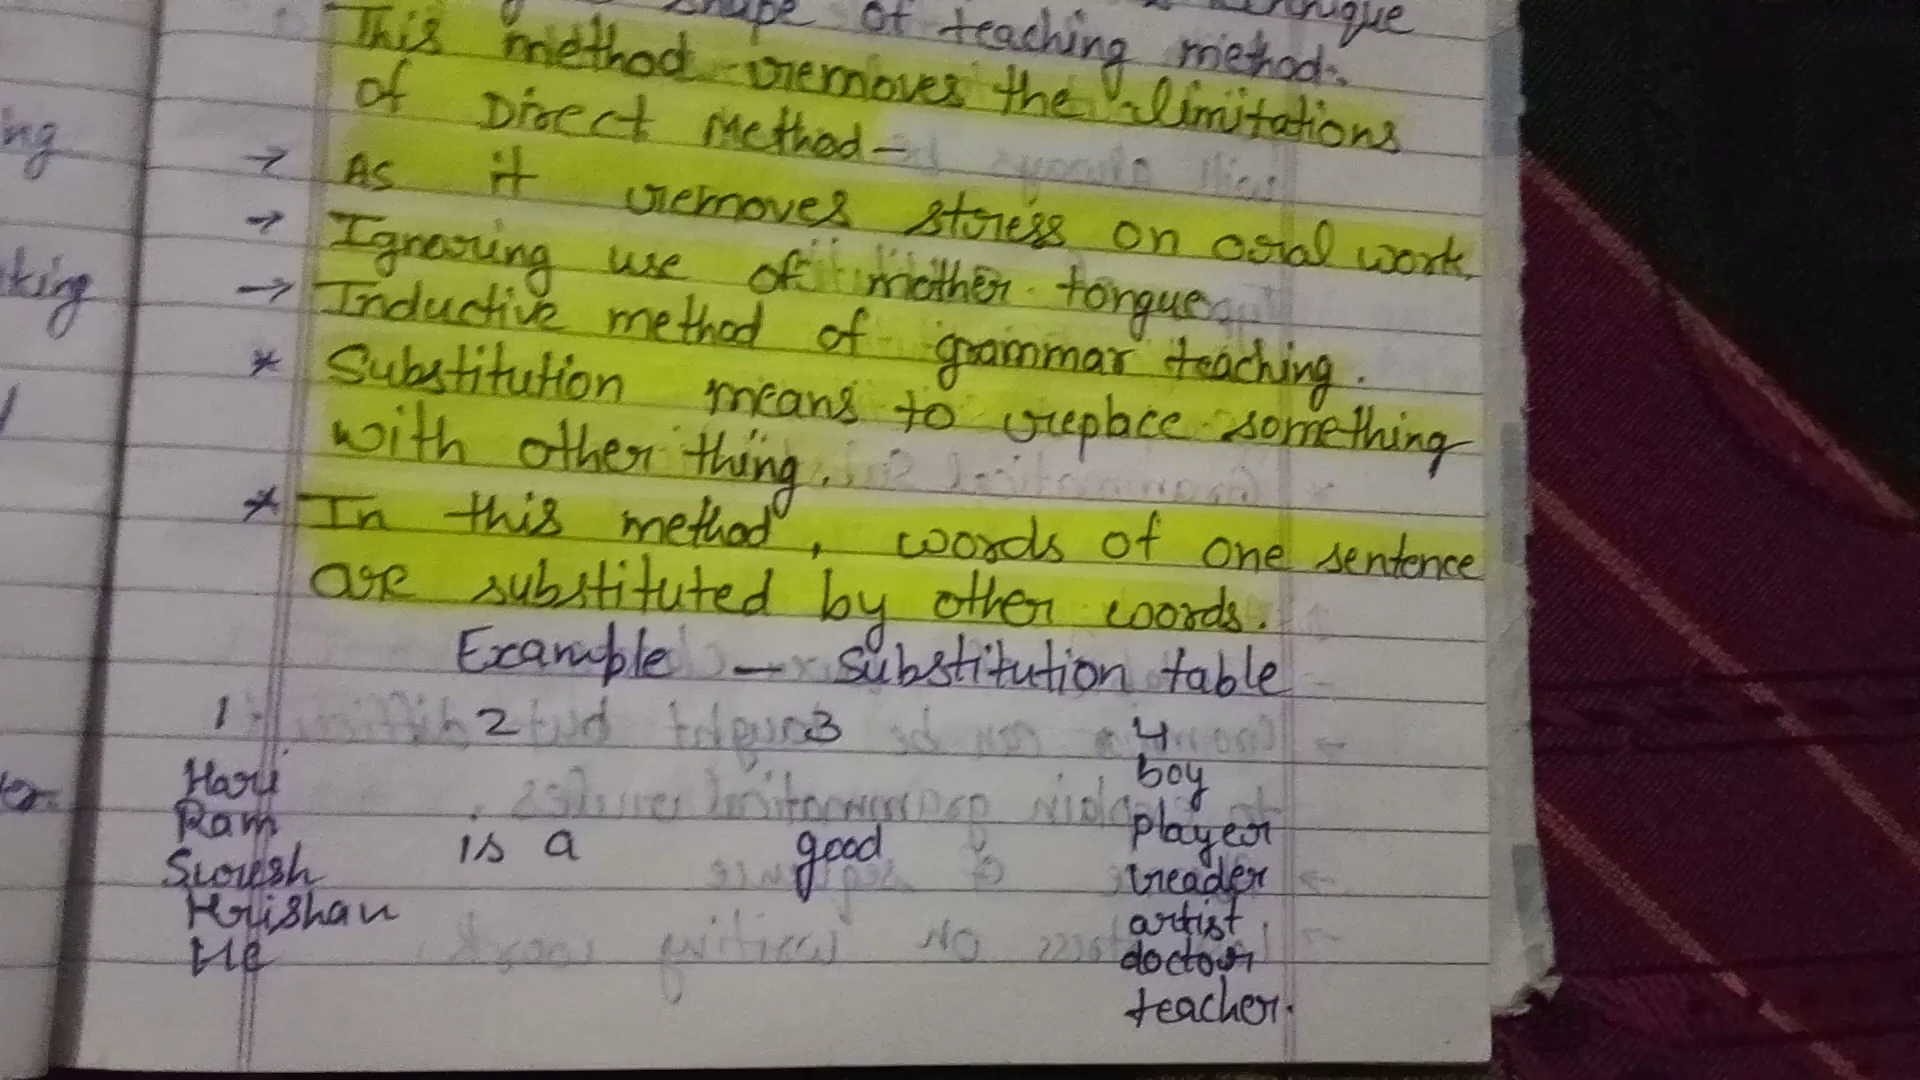 shape of teaching method.
This method removes the limitations
of Direct Method -
→ As it removes stress on oral work.
→ Ignoring use of mother tongue
→ Inductive method of grammar teaching.
* Substitution means to replace something
with other thing.
* In this method, words of one sentence
are substituted by other words.
Example - substitution table
1 2 3 4
Hari boy
Ram is a good player
Suresh reader
Krishan artist
He doctor
teacher.